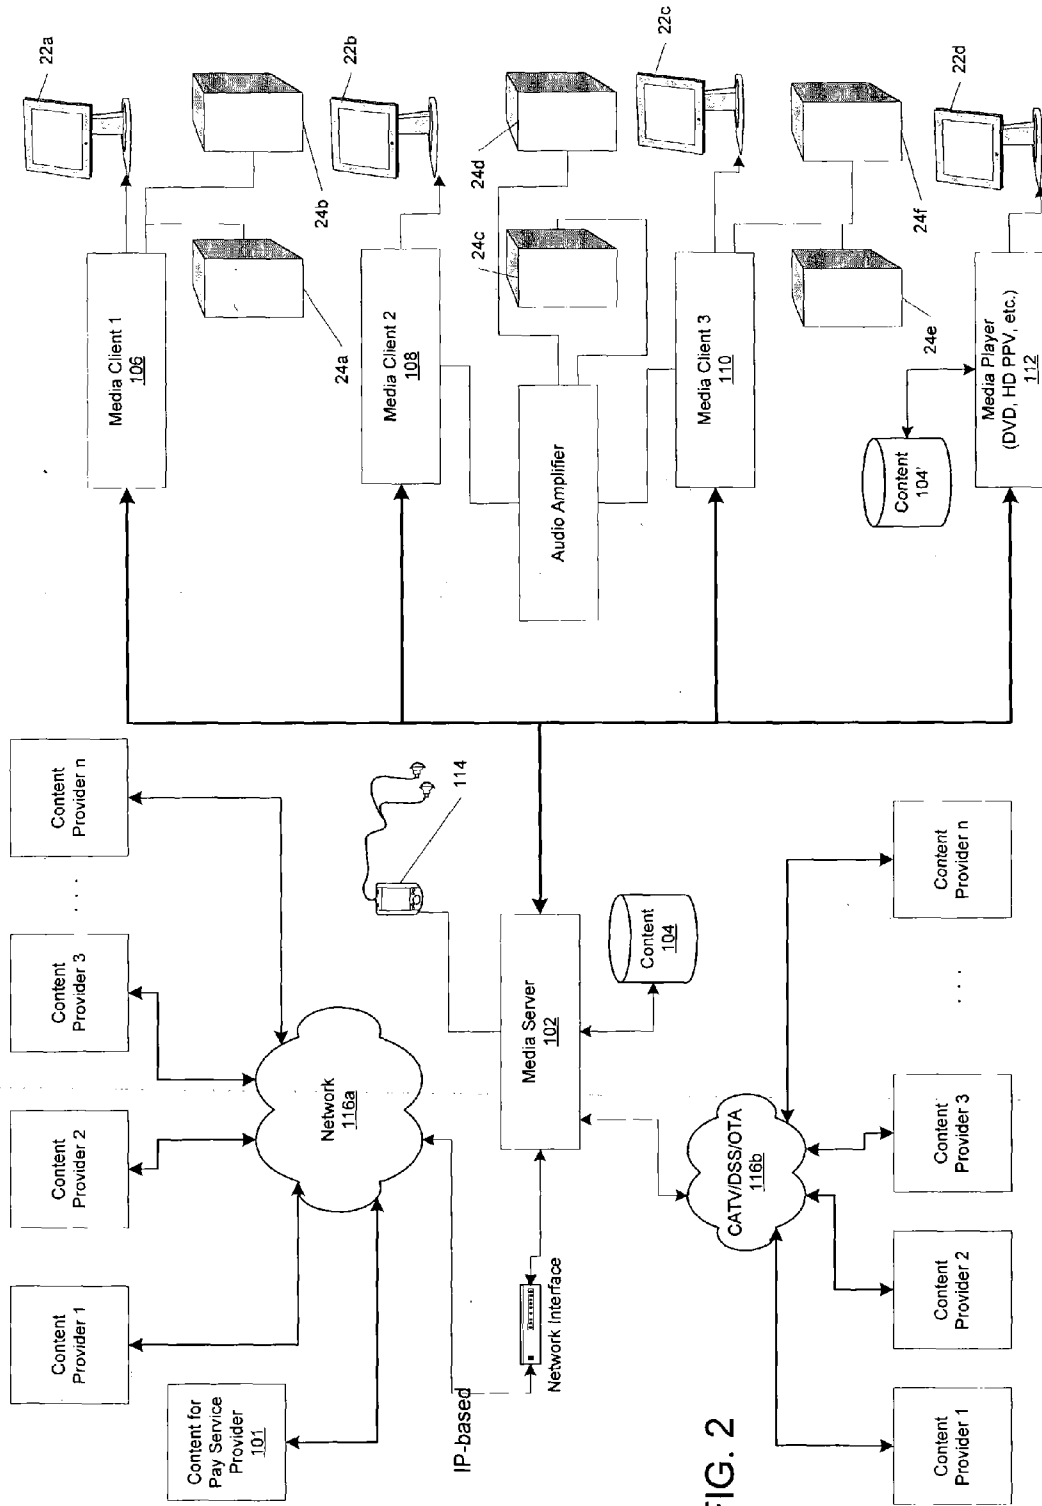 Content
Provider 1
Content
Provider 2
Content
Provider 3
. . .
Content
Provider n
Content for
Pay Service
Provider
101
Network
116a
IP-based
Network Interface
114
Media Server
102
Content
104
CATV/DSS/OTA
116b
Content
Provider 1
Content
Provider 2
Content
Provider 3
. . .
Content
Provider n
Media Client 1
106
22a
24a
24b
Media Client 2
108
22b
Audio Amplifier
24c
24d
Media Client 3
110
22c
24e
24f
Content
104'
Media Player
(DVD, HD PPV, etc.)
112
22d
FIG. 2